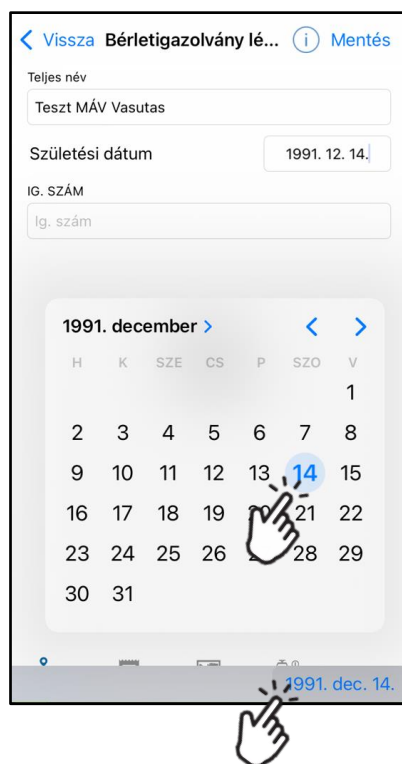 Vissza Bérletigazolvány lé... i Mentés
Teljes név
Teszt MÁV Vasutas
Születési dátum 1991. 12. 14.
IG. SZÁM
Ig. szám
1991. december
H K SZE CS P SZO V
1
2 3 4 5 6 7 8
9 10 11 12 13 14 15
16 17 18 19 21 22
23 24 25 26 28 29
30 31
1991. dec. 14.